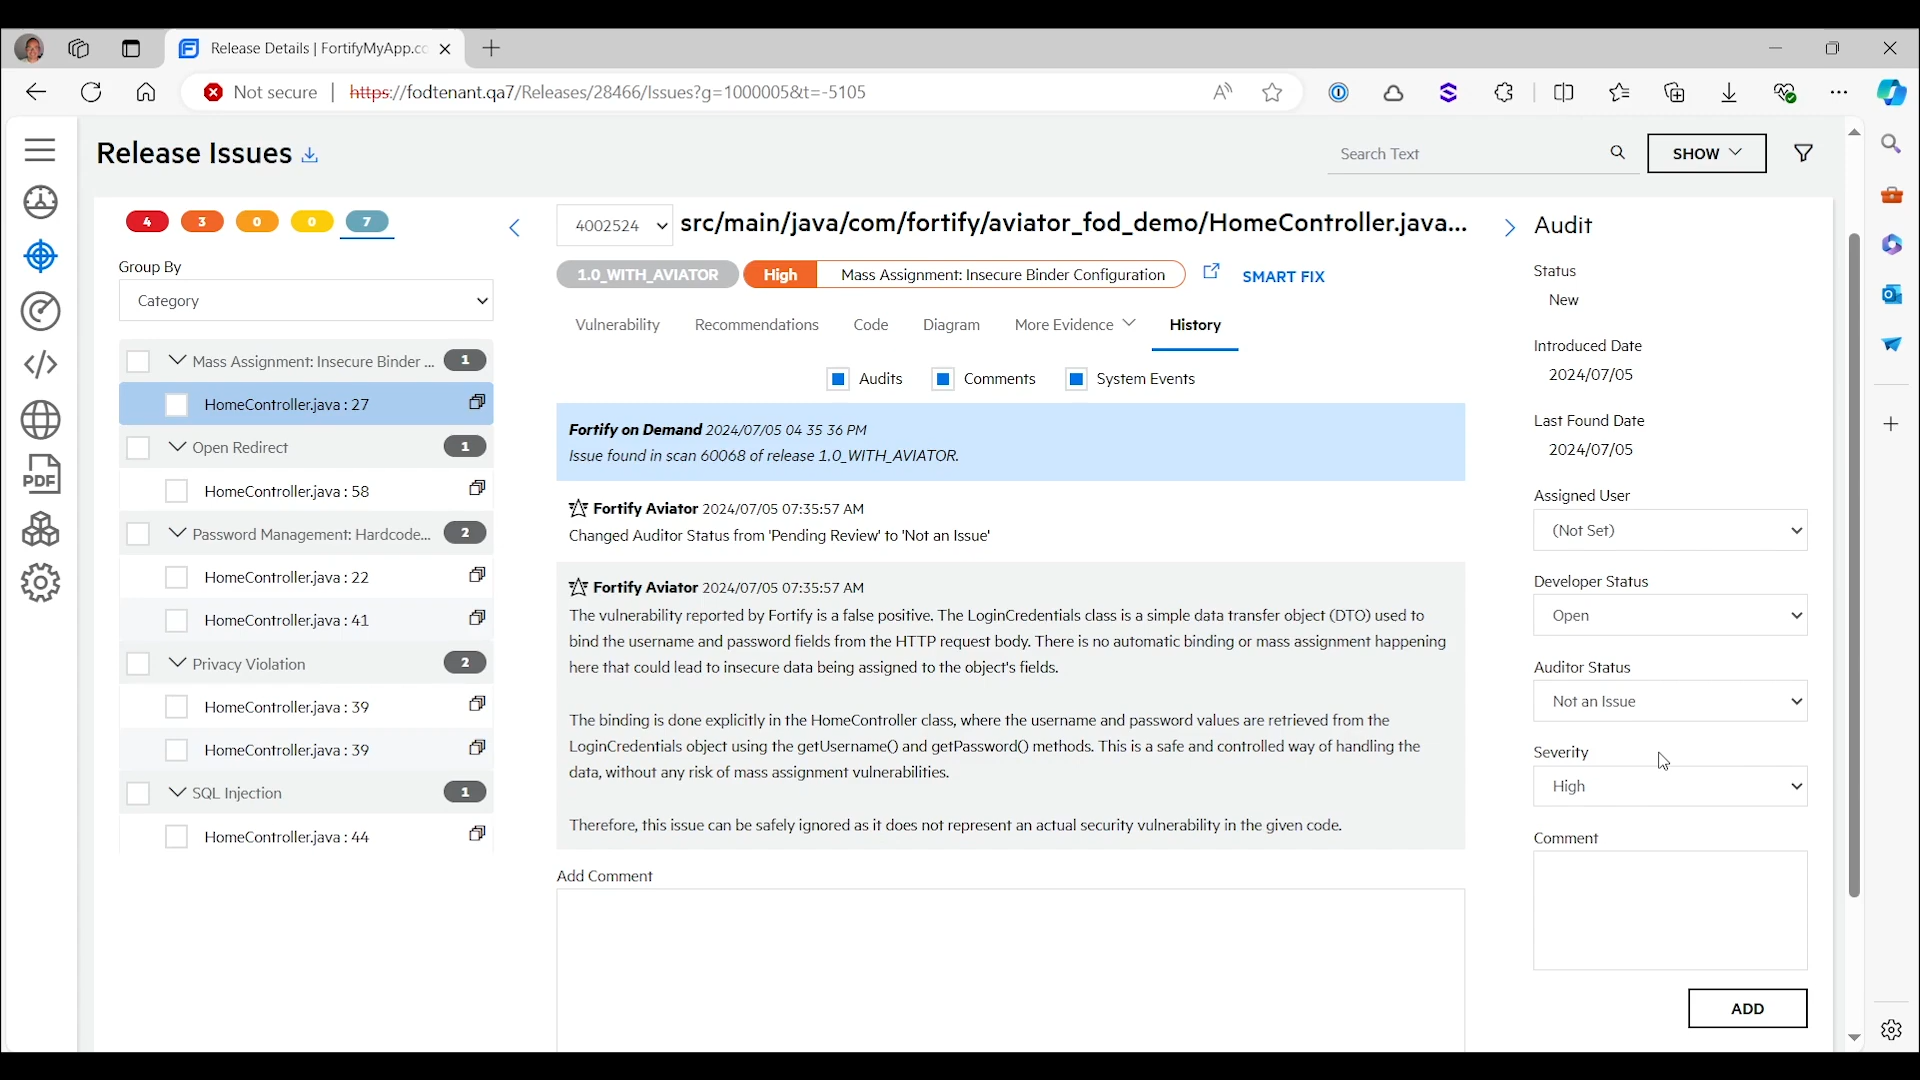 Release Details | FortifyMyApp.co
Not secure
https://fodtenant.qa7/Releases/28466/Issues?g=1000005&t=-5105
Release Issues
Search Text
SHOW
4
3
0
0
7
Group By
Category
Mass Assignment: Insecure Binder ...
1
HomeController.java : 27
Open Redirect
1
HomeController.java : 58
Password Management: Hardcode...
2
HomeController.java : 22
HomeController.java : 41
Privacy Violation
2
HomeController.java : 39
HomeController.java : 39
SQL Injection
1
HomeController.java : 44
PDF
4002524
src/main/java/com/fortify/aviator_fod_demo/HomeController.java...
1.0_WITH_AVIATOR
High
Mass Assignment: Insecure Binder Configuration
SMART FIX
Vulnerability
Recommendations
Code
Diagram
More Evidence
History
Audits
Comments
System Events
Fortify on Demand 2024/07/05 04 35 36 PM
Issue found in scan 60068 of release 1.0_WITH_AVIATOR.
Fortify Aviator 2024/07/05 07:35:57 AM
Changed Auditor Status from 'Pending Review' to 'Not an Issue'
Fortify Aviator 2024/07/05 07:35:57 AM
The vulnerability reported by Fortify is a false positive. The LoginCredentials class is a simple data transfer object (DTO) used to
bind the username and password fields from the HTTP request body. There is no automatic binding or mass assignment happening
here that could lead to insecure data being assigned to the object's fields.
The binding is done explicitly in the HomeController class, where the username and password values are retrieved from the
LoginCredentials object using the getUsername() and getPassword() methods. This is a safe and controlled way of handling the
data, without any risk of mass assignment vulnerabilities.
Therefore, this issue can be safely ignored as it does not represent an actual security vulnerability in the given code.
Add Comment
Audit
Status
New
Introduced Date
2024/07/05
Last Found Date
2024/07/05
Assigned User
(Not Set)
Developer Status
Open
Auditor Status
Not an Issue
Severity
High
Comment
ADD